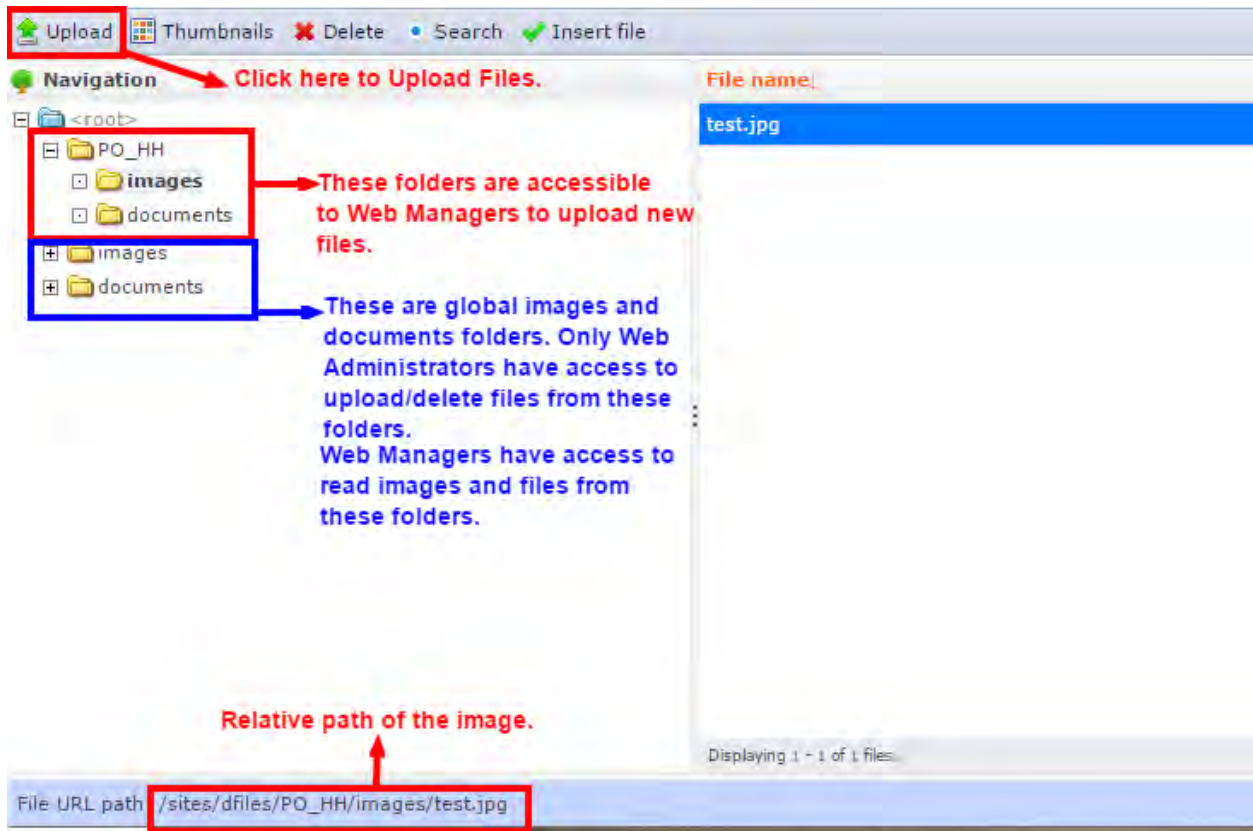 Upload Thumbnails Delete Search Insert file
Navigation
Click here to Upload Files.
File name
<root>
test.jpg
PO_HH
images
documents
These folders are accessible
to Web Managers to upload new
files.
images
documents
These are global images and
documents folders. Only Web
Administrators have access to
upload/delete files from these
folders.
Web Managers have access to
read images and files from
these folders.
Relative path of the image.
Displaying 1 - 1 of 1 files.
File URL path /sites/dfiles/PO_HH/images/test.jpg